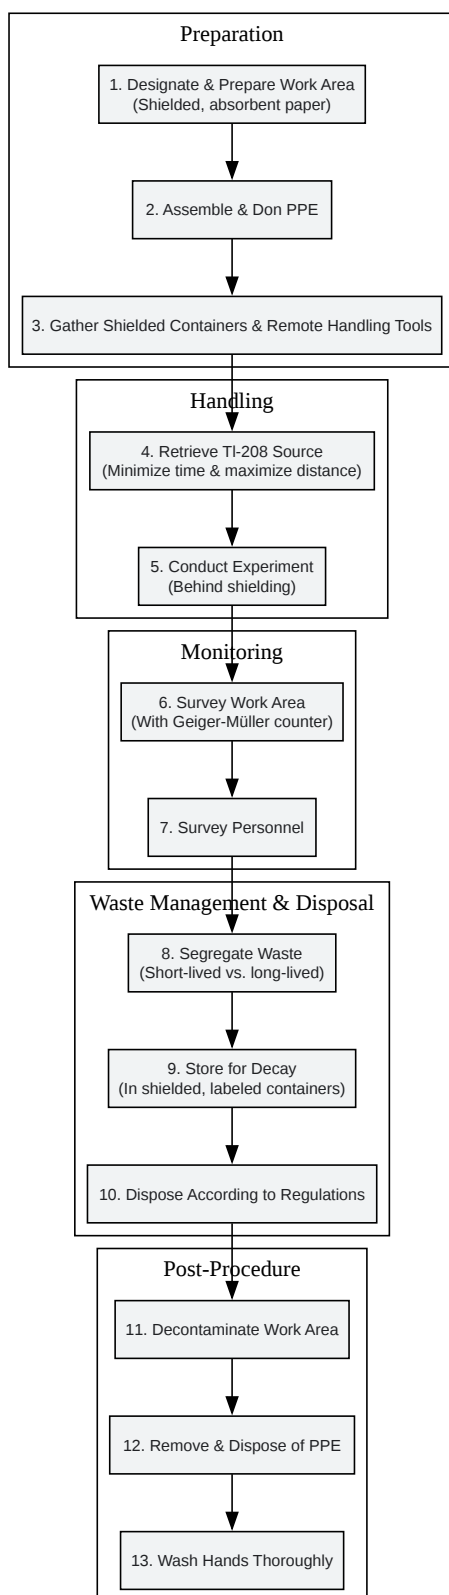 Preparation
1. Designate & Prepare Work Area
(Shielded, absorbent paper)
2. Assemble & Don PPE
3. Gather Shielded Containers & Remote Handling Tools
Handling
4. Retrieve Tl-208 Source
(Minimize time & maximize distance)
5. Conduct Experiment
(Behind shielding)
Monitoring
6. Survey Work Area
(With Geiger-Müller counter)
7. Survey Personnel
Waste Management & Disposal
8. Segregate Waste
(Short-lived vs. long-lived)
9. Store for Decay
(In shielded, labeled containers)
10. Dispose According to Regulations
Post-Procedure
11. Decontaminate Work Area
12. Remove & Dispose of PPE
13. Wash Hands Thoroughly